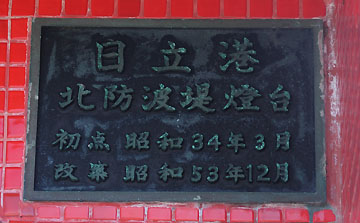 日立港
北防波堤燈台
初点 昭和34年3月
改築 昭和53年12月